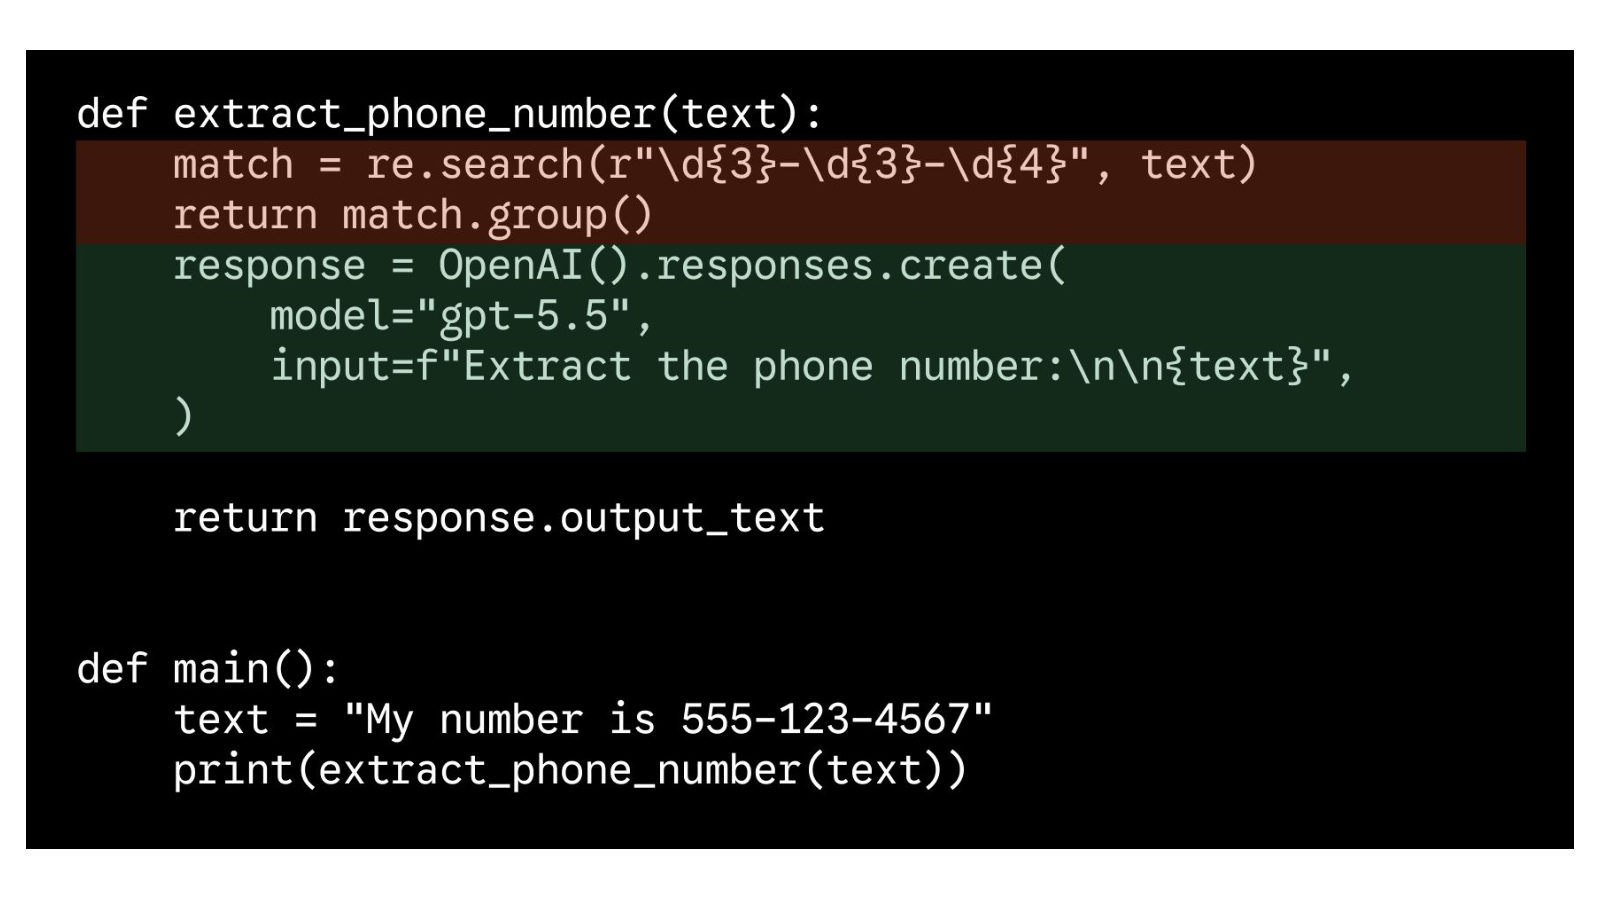 def extract_phone_number(text):
    match = re.search(r"\d{3}-\d{3}-\d{4}", text)
    return match.group()
    response = OpenAI().responses.create(
        model="gpt-5.5",
        input=f"Extract the phone number:\n\n{text}",
    )
    return response.output_text
def main():
    text = "My number is 555-123-4567"
    print(extract_phone_number(text))